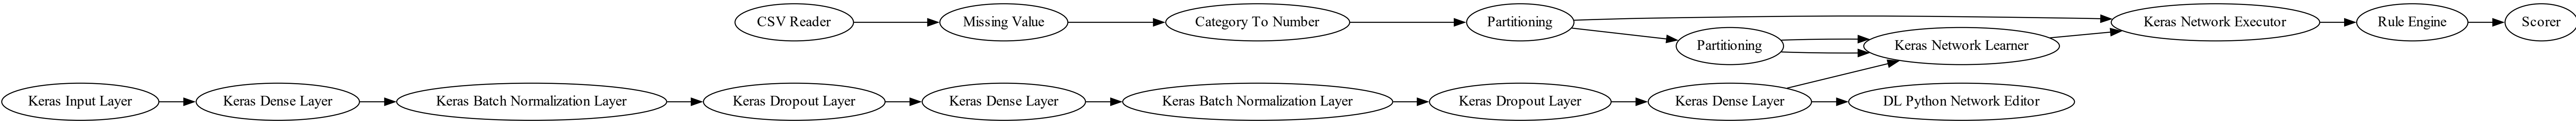 CSV Reader
Missing Value
Category To Number
Partitioning
Keras Network Executor
Rule Engine
Scorer
Partitioning
Keras Network Learner
Keras Input Layer
Keras Dense Layer
Keras Batch Normalization Layer
Keras Dropout Layer
Keras Dense Layer
Keras Batch Normalization Layer
Keras Dropout Layer
Keras Dense Layer
DL Python Network Editor